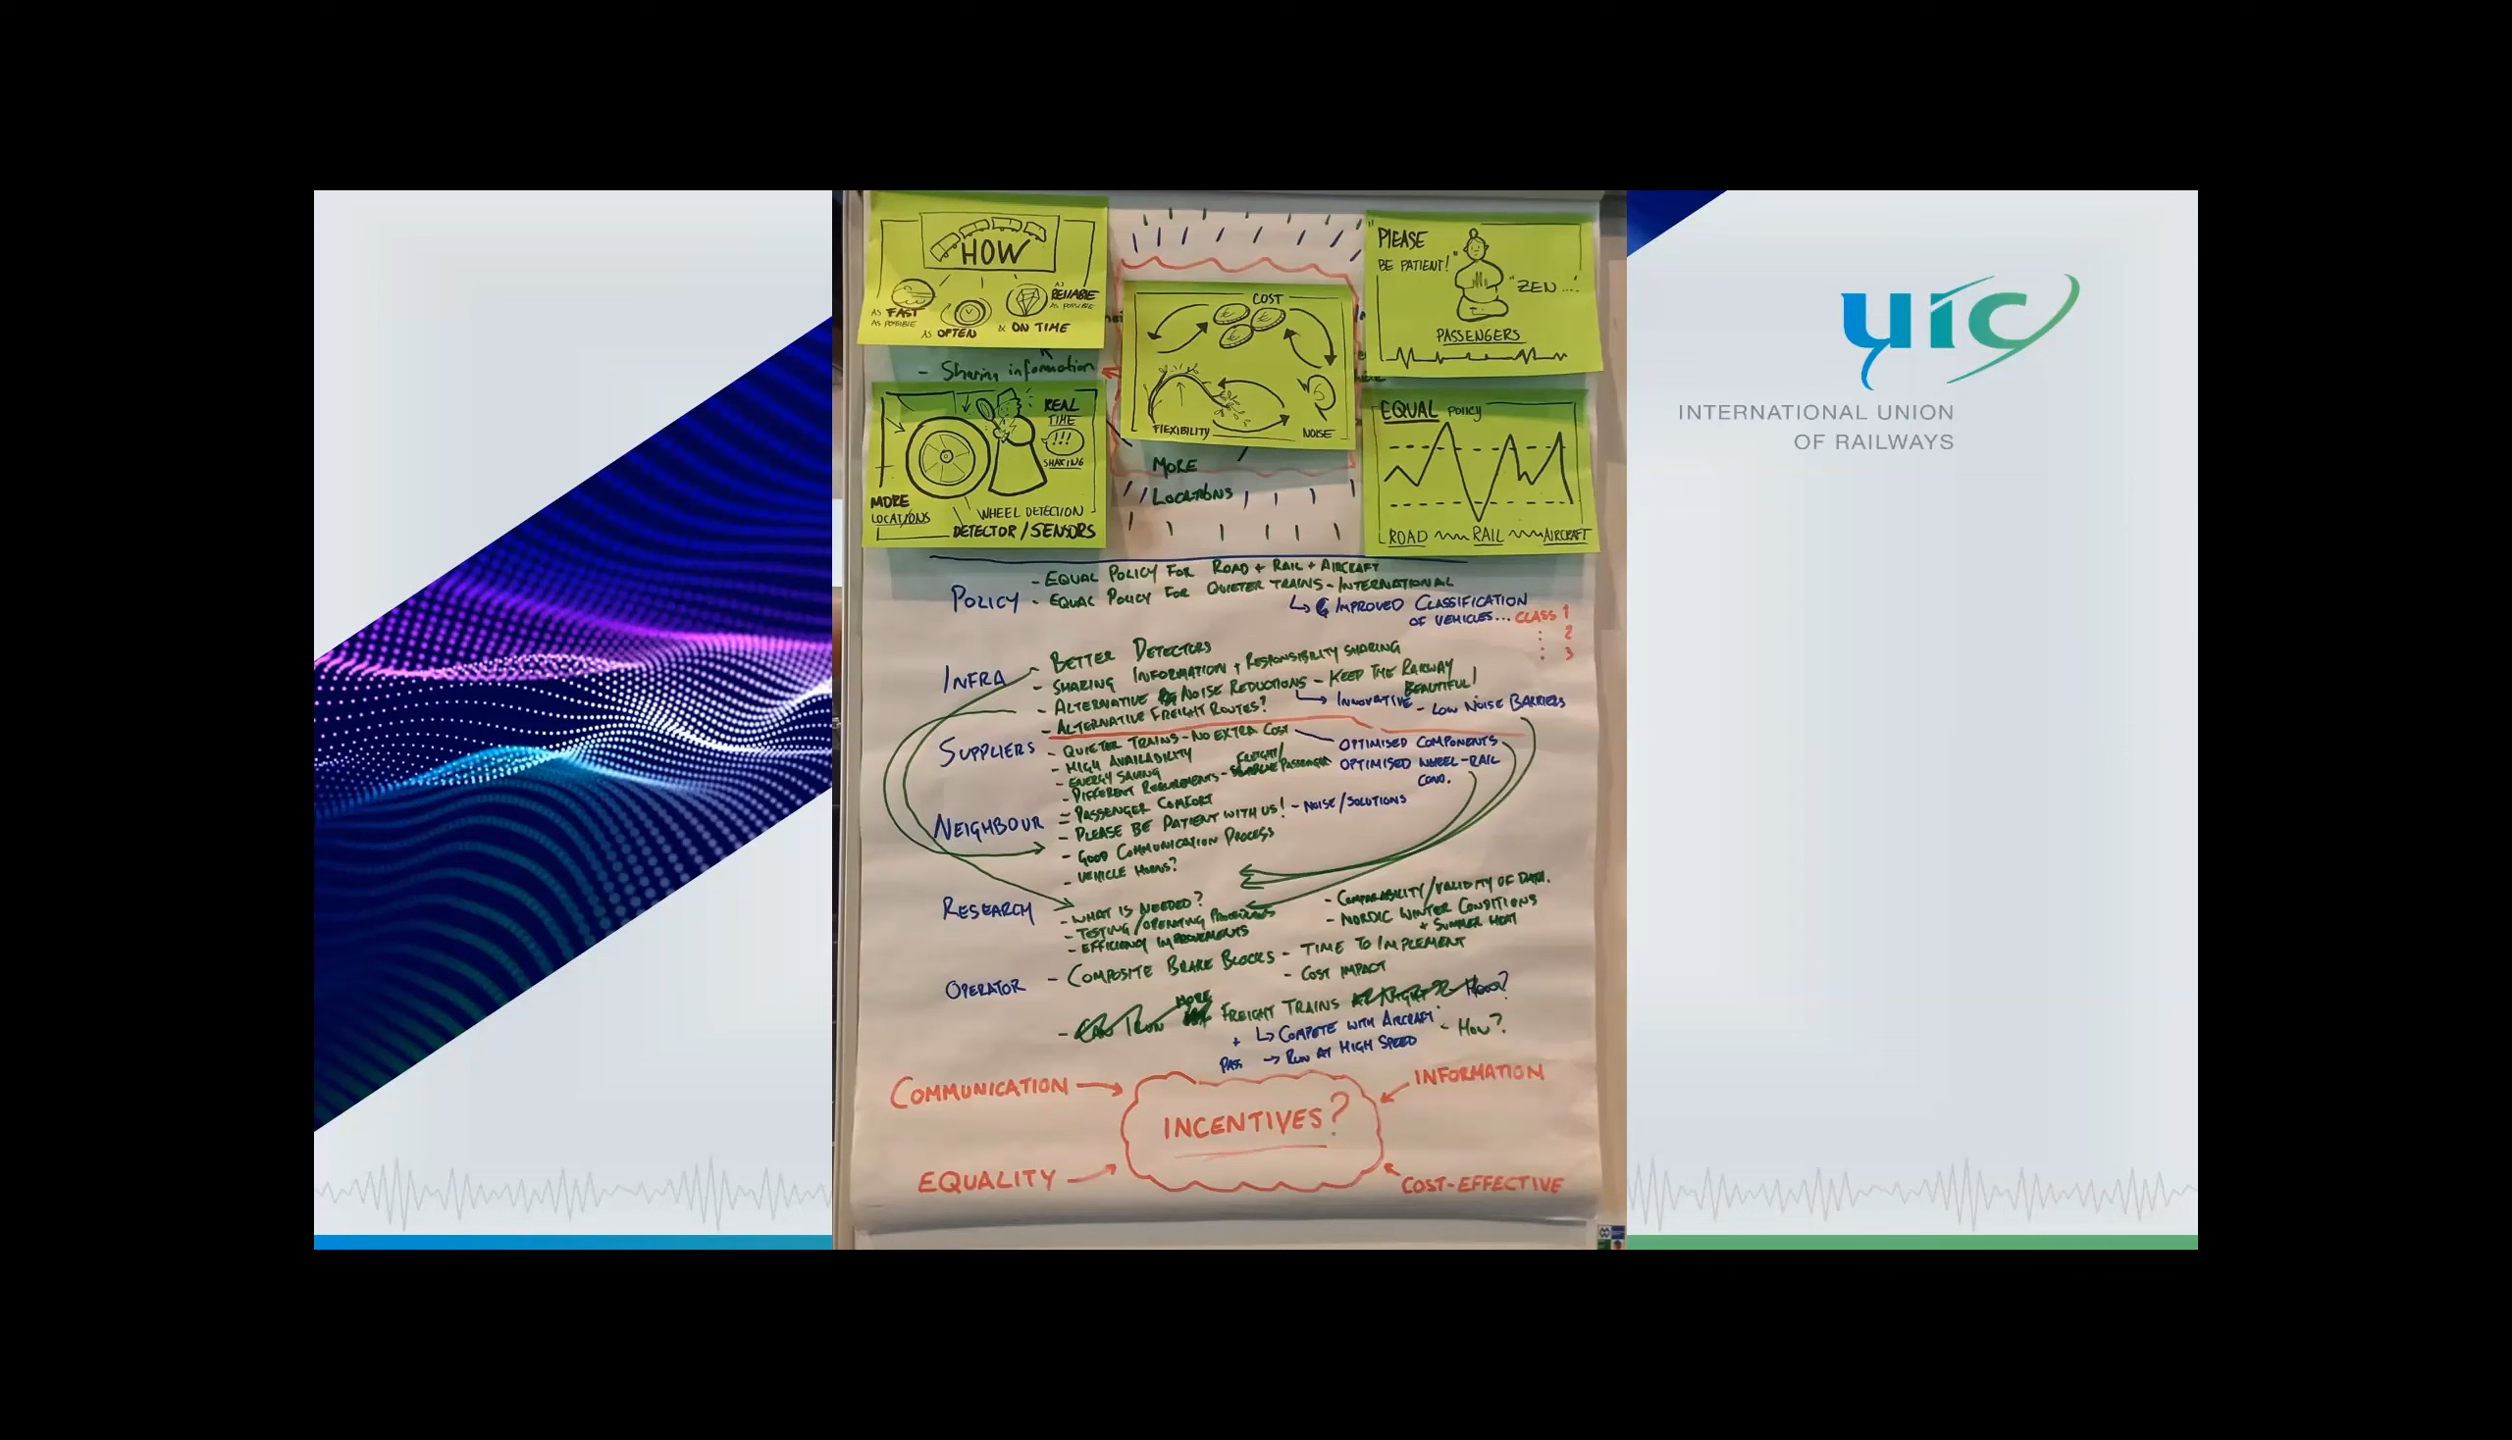 HOW
AS FAST
AS POSSIBLE
AS OFTEN
& ON TIME
AS
RELIABLE
AS POSSIBLE
COST
FLEXIBILITY
NOISE
"PLEASE
BE PATIENT!"
"ZEN...."
PASSENGERS
- Sharing information
REAL
TIME
!!!
SHARING
MORE
LOCATIONS
WHEEL DETECTION
DETECTOR/SENSORS
MORE
LOCATIONS
EQUAL POLICY
ROAD RAIL AIRCRAFT
POLICY
- EQUAL POLICY FOR ROAD + RAIL + AIRCRAFT
- EQUAL POLICY FOR QUIETER TRAINS - INTERNATIONAL
IMPROVED CLASSIFICATION
OF VEHICLES... CLASS 1
: 2
: 3
INFRA
- BETTER DETECTORS
- SHARING INFORMATION + RESPONSIBILITY SHARING
- ALTERNATIVE NOISE REDUCTIONS - KEEP THE RAILWAY
BEAUTIFUL!
INNOVATIVE - LOW NOISE BARRIERS
- ALTERNATIVE FREIGHT ROUTES?
SUPPLIERS
- QUIETER TRAINS - NO EXTRA COST
OPTIMISED COMPONENTS
OPTIMISED WHEEL-RAIL
COND.
- HIGH AVAILABILITY
- ENERGY SAVING
- DIFFERENT REQUIREMENTS - FREIGHT/
PASSENGER
- PASSENGER COMFORT
NEIGHBOUR
- PLEASE BE PATIENT WITH US! - NOISE/SOLUTIONS
- GOOD COMMUNICATION PROCESS
- VEHICLE HORNS?
RESEARCH
- WHAT IS NEEDED?
- TESTING/OPERATING
- EFFICIENCY IMPROVEMENTS
- COMPARABILITY/VALIDITY OF DATA.
- NORDIC WINTER CONDITIONS
+ SUMMER HEAT
OPERATOR
- COMPOSITE BRAKE BLOCKS - TIME TO IMPLEMENT
- COST IMPACT
- MORE FREIGHT TRAINS
COMPETE WITH AIRCRAFT - HOW?
+
PASS → RUN AT HIGH SPEED
COMMUNICATION
INFORMATION
INCENTIVES?
EQUALITY
COST-EFFECTIVE
uic
INTERNATIONAL UNION
OF RAILWAYS